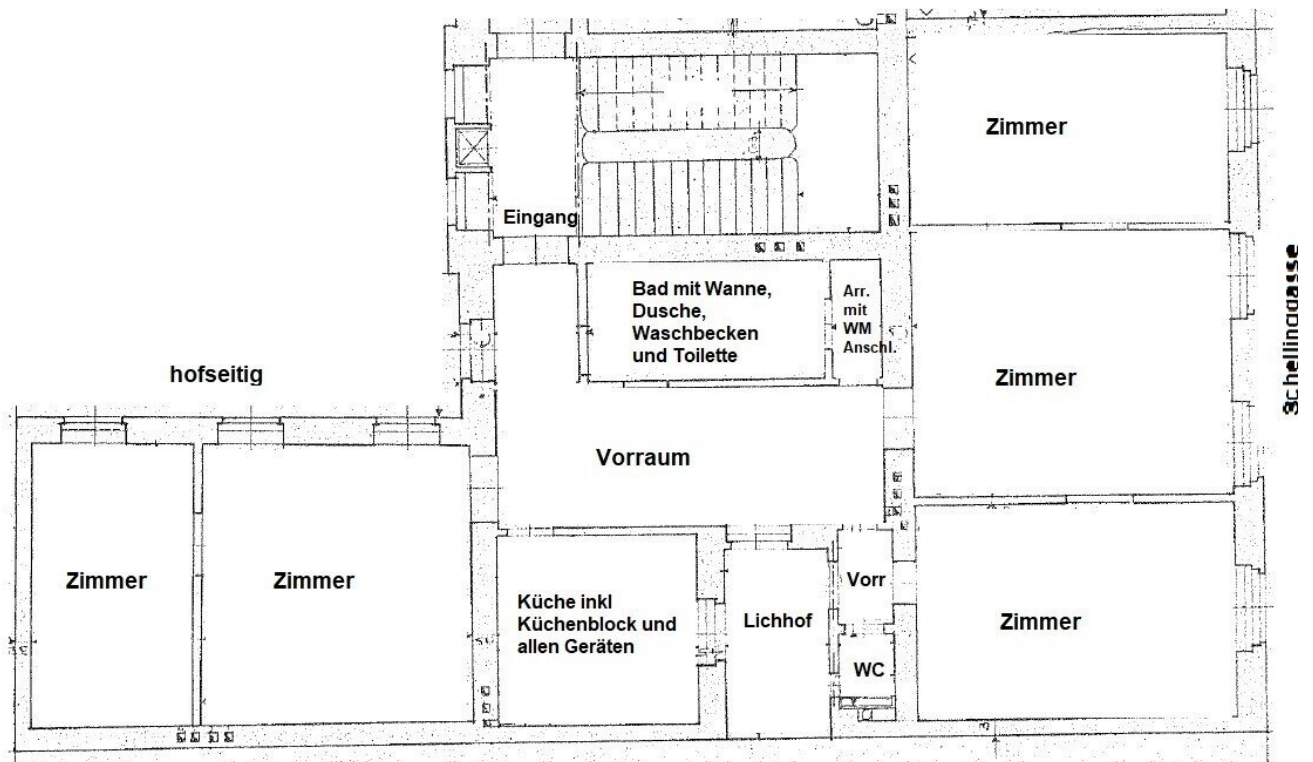 Zimmer
Eingang
Bad mit Wanne,
Dusche,
Waschbecken
und Toilette
Arr.
mit
WM
Anschl.
hofseitig
Zimmer
Schellinggasse
Vorraum
Zimmer
Zimmer
Küche inkl
Küchenblock und
allen Geräten
Lichhof
Vorr
WC
Zimmer